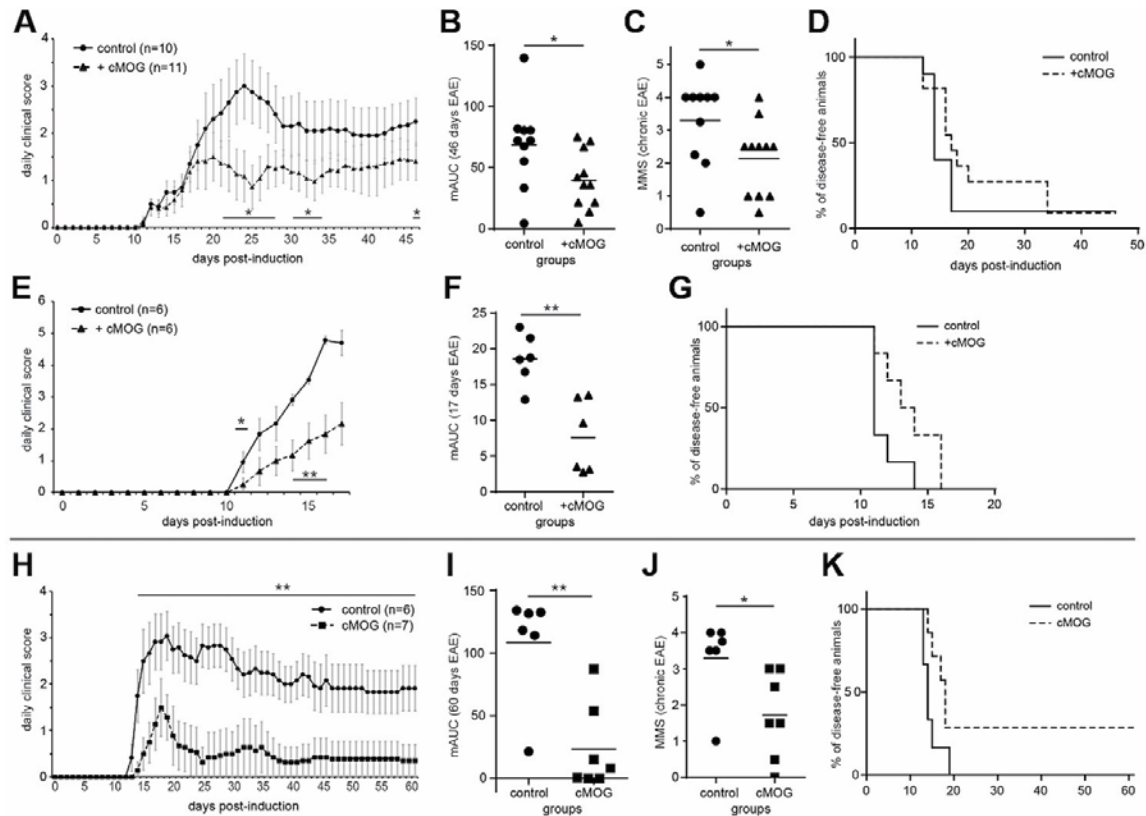 A
control (n=10)
+ cMOG (n=11)
daily clinical score
5
4
3
2
1
0
0 5 10 15 20 25 30 35 40 45
days post-induction
* * *
B
*
mAUC (46 days EAE)
150
100
50
0
control +cMOG
groups
C
*
MMS (chronic EAE)
5
4
3
2
1
0
control +cMOG
groups
D
control
+cMOG
% of disease-free animals
100
50
0
0 10 20 30 40 50
days post-induction
E
control (n=6)
+ cMOG (n=6)
daily clinical score
6
5
4
3
2
1
0
0 5 10 15
days post-induction
*
**
F
**
mAUC (17 days EAE)
25
20
15
10
5
0
control +cMOG
groups
G
control
+cMOG
% of disease-free animals
100
50
0
0 5 10 15 20
days post-induction
H
**
control (n=6)
cMOG (n=7)
daily clinical score
4
3
2
1
0
0 5 10 15 20 25 30 35 40 45 50 55 60
days post-induction
I
**
mAUC (60 days EAE)
150
100
50
0
control cMOG
groups
J
*
MMS (chronic EAE)
5
4
3
2
1
0
control cMOG
groups
K
control
cMOG
% of disease-free animals
100
50
0
0 10 20 30 40 50 60
days post-induction